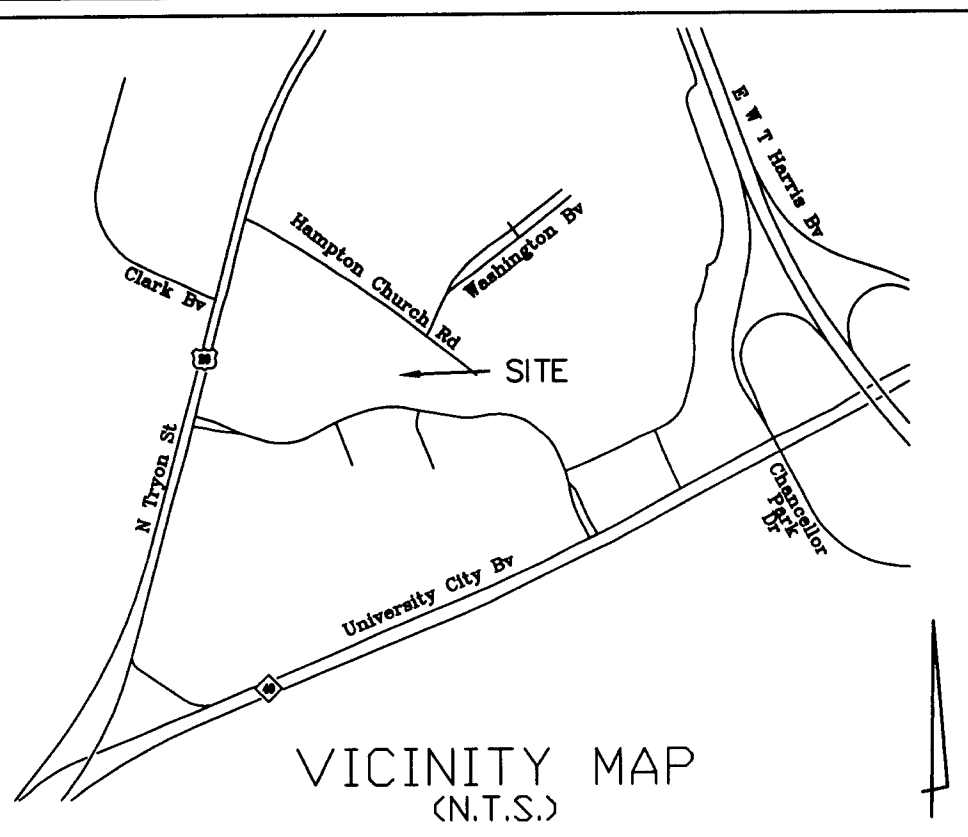 E W T Harris Bv
Hampton Church Rd
Washington Bv
Clark Bv
SITE
N Tryon St
Chancellor
Park
Dr
University City Bv
49
VICINITY MAP
(N.T.S.)